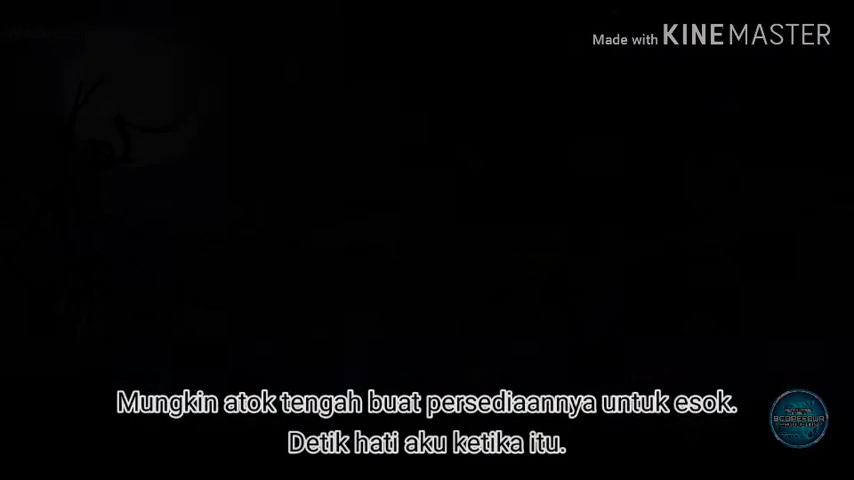 Made with KINEMASTER
Mungkin atok tengah buat persediaannya untuk esok.
Detik hati aku ketika itu.